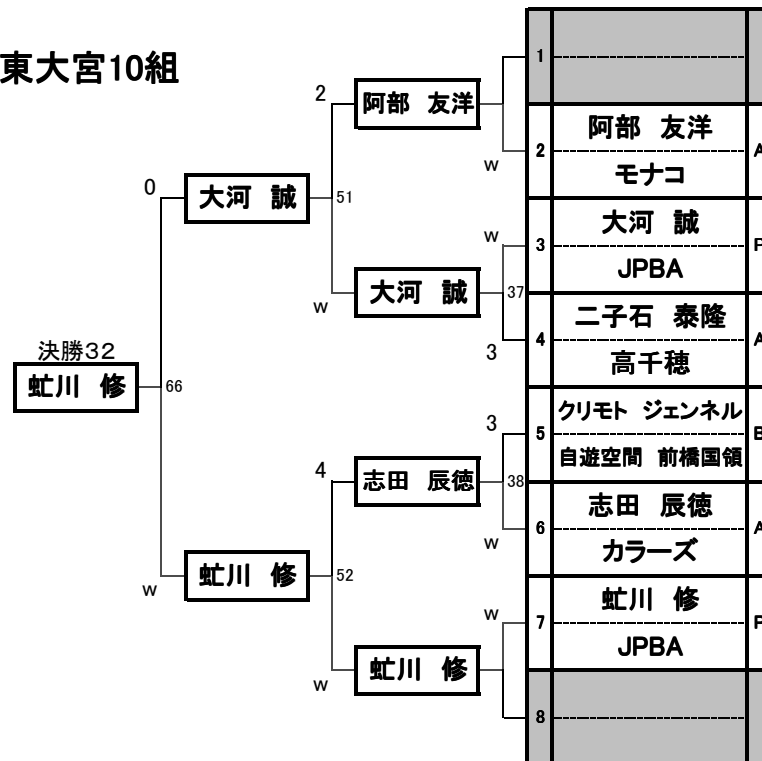 東大宮10組
1
2
阿部 友洋
阿部 友洋
2
A
W
モナコ
0
大河 誠
51
W
大河 誠
3
P
JPBA
大河 誠
37
W
二子石 泰隆
4
A
3
高千穂
決勝32
虻川 修
66
クリモト ジェンネル
3
5
B
自遊空間 前橋国領
4
志田 辰徳
38
志田 辰徳
6
A
W
カラーズ
虻川 修
52
W
虻川 修
W
7
P
JPBA
虻川 修
W
8